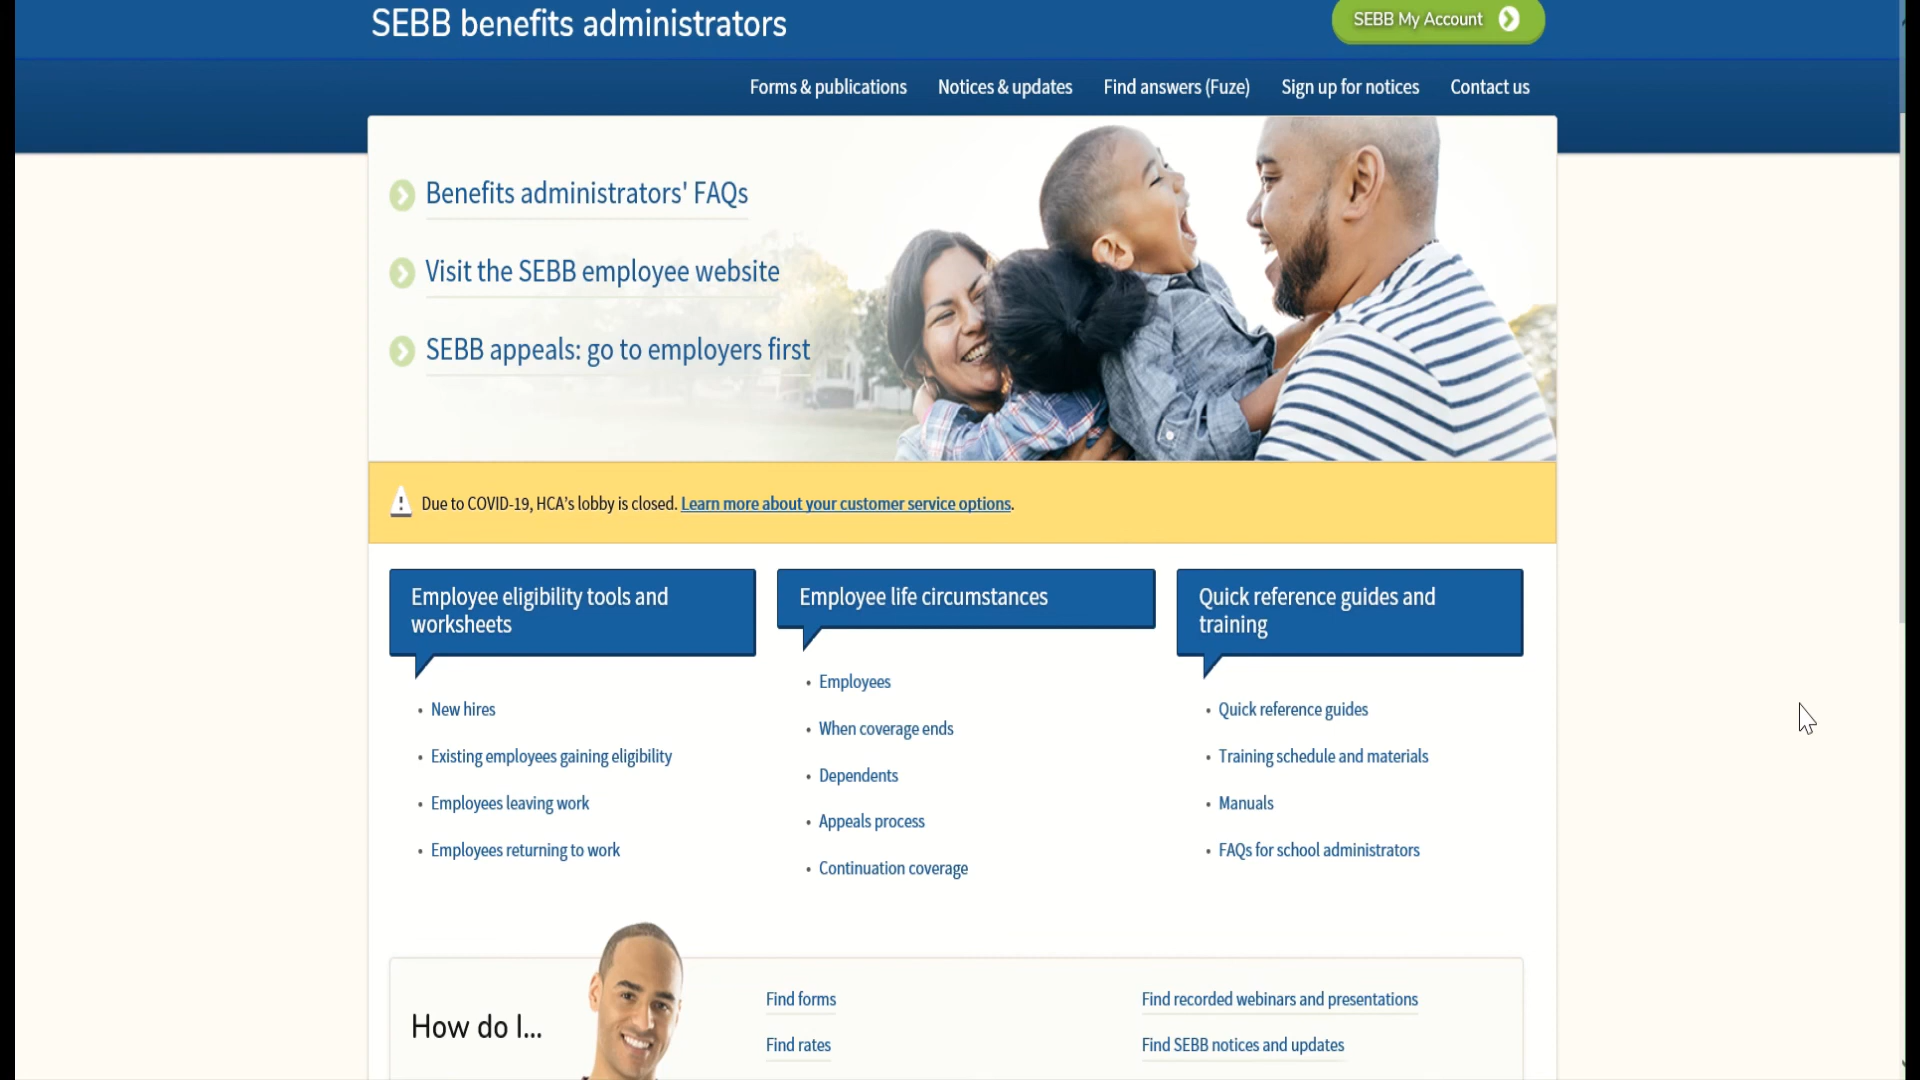 SEBB benefits administrators
SEBB My Account
Forms & publications
Notices & updates
Find answers (Fuze)
Sign up for notices
Contact us
Benefits administrators' FAQs
Visit the SEBB employee website
SEBB appeals: go to employers first
Due to COVID-19, HCA's lobby is closed. Learn more about your customer service options.
Employee eligibility tools and
worksheets
New hires
Existing employees gaining eligibility
Employees leaving work
Employees returning to work
Employee life circumstances
Employees
When coverage ends
Dependents
Appeals process
Continuation coverage
Quick reference guides and
training
Quick reference guides
Training schedule and materials
Manuals
FAQs for school administrators
How do I...
Find forms
Find rates
Find recorded webinars and presentations
Find SEBB notices and updates